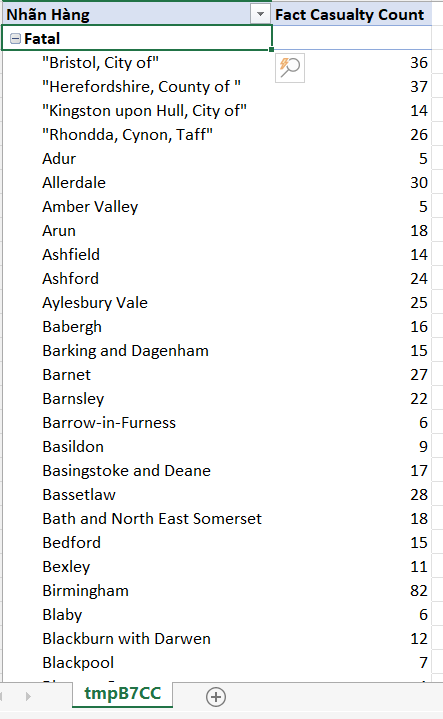 Nhãn Hàng Fact Casualty Count
Fatal
"Bristol, City of" 36
"Herefordshire, County of " 37
"Kingston upon Hull, City of" 14
"Rhondda, Cynon, Taff" 26
Adur 5
Allerdale 30
Amber Valley 5
Arun 18
Ashfield 14
Ashford 24
Aylesbury Vale 25
Babergh 16
Barking and Dagenham 15
Barnet 27
Barnsley 22
Barrow-in-Furness 6
Basildon 9
Basingstoke and Deane 17
Bassetlaw 28
Bath and North East Somerset 18
Bedford 15
Bexley 11
Birmingham 82
Blaby 6
Blackburn with Darwen 12
Blackpool 7
tmpB7CC